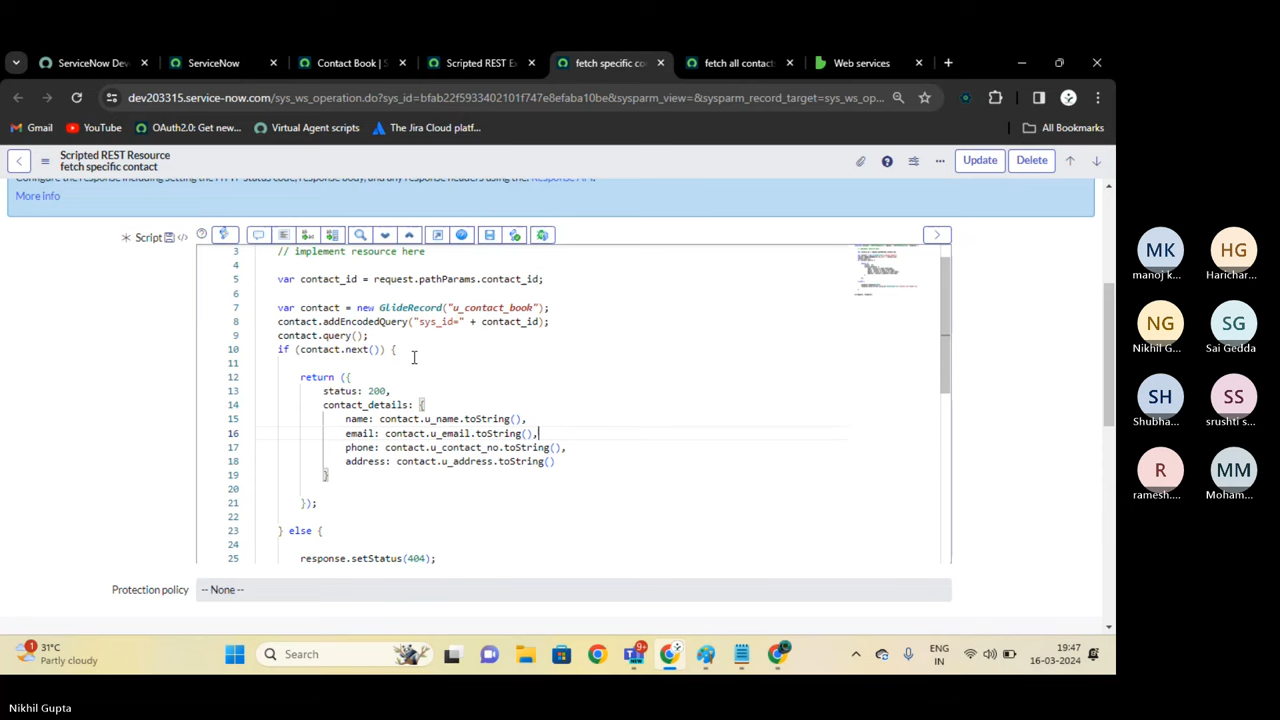 ServiceNow Dev
ServiceNow
Contact Book | S
Scripted REST E
fetch specific co
fetch all contact
Web services
dev203315.service-now.com/sys_ws_operation.do?sys_id=bfab22f5933402101f747e8efaba10be&sysparm_view=&sysparm_record_target=sys_ws_op...
Gmail
YouTube
OAuth2.0: Get new...
Virtual Agent scripts
The Jira Cloud platf...
All Bookmarks
Scripted REST Resource
fetch specific contact
Update
Delete
More info
Script
3 // implement resource here
4
5 var contact_id = request.pathParams.contact_id;
6
7 var contact = new GlideRecord("u_contact_book");
8 contact.addEncodedQuery("sys_id=" + contact_id);
9 contact.query();
10 if (contact.next()) {
11
12 return ({
13 status: 200,
14 contact_details: {
15 name: contact.u_name.toString(),
16 email: contact.u_email.toString(),
17 phone: contact.u_contact_no.toString(),
18 address: contact.u_address.toString()
19 }
20
21 });
22
23 } else {
24
25 response.setStatus(404);
Protection policy
-- None --
MK
manoj k...
HG
Harichar...
NG
Nikhil G...
SG
Sai Gedda
SH
Shubha...
SS
srushti s...
R
ramesh....
MM
Moham...
1
31°C
Partly cloudy
Search
9+
ENG
IN
19:47
16-03-2024
Nikhil Gupta